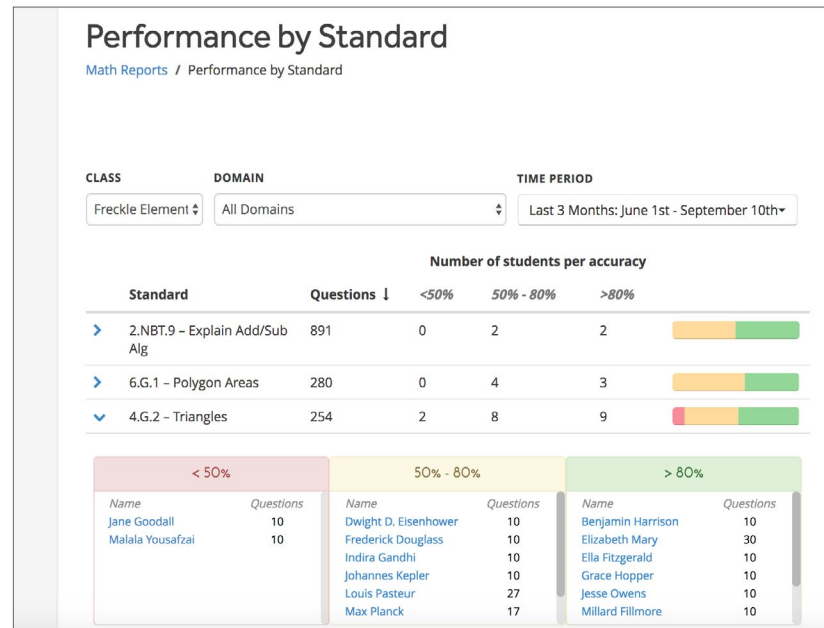 Performance by Standard
Math Reports / Performance by Standard
CLASS DOMAIN TIME PERIOD
Freckle Element All Domains Last 3 Months: June 1st - September 10th
Number of students per accuracy
Standard Questions ↓ <50% 50% - 80% >80%
2.NBT.9 – Explain Add/Sub 891 0 2 2
Alg
6.G.1 – Polygon Areas 280 0 4 3
4.G.2 – Triangles 254 2 8 9
< 50% 50% - 80% > 80%
Name Questions Name Questions Name Questions
Jane Goodall 10 Dwight D. Eisenhower 10 Benjamin Harrison 10
Malala Yousafzai 10 Frederick Douglass 10 Elizabeth Mary 30
Indira Gandhi 10 Ella Fitzgerald 10
Johannes Kepler 10 Grace Hopper 10
Louis Pasteur 27 Jesse Owens 10
Max Planck 17 Millard Fillmore 10